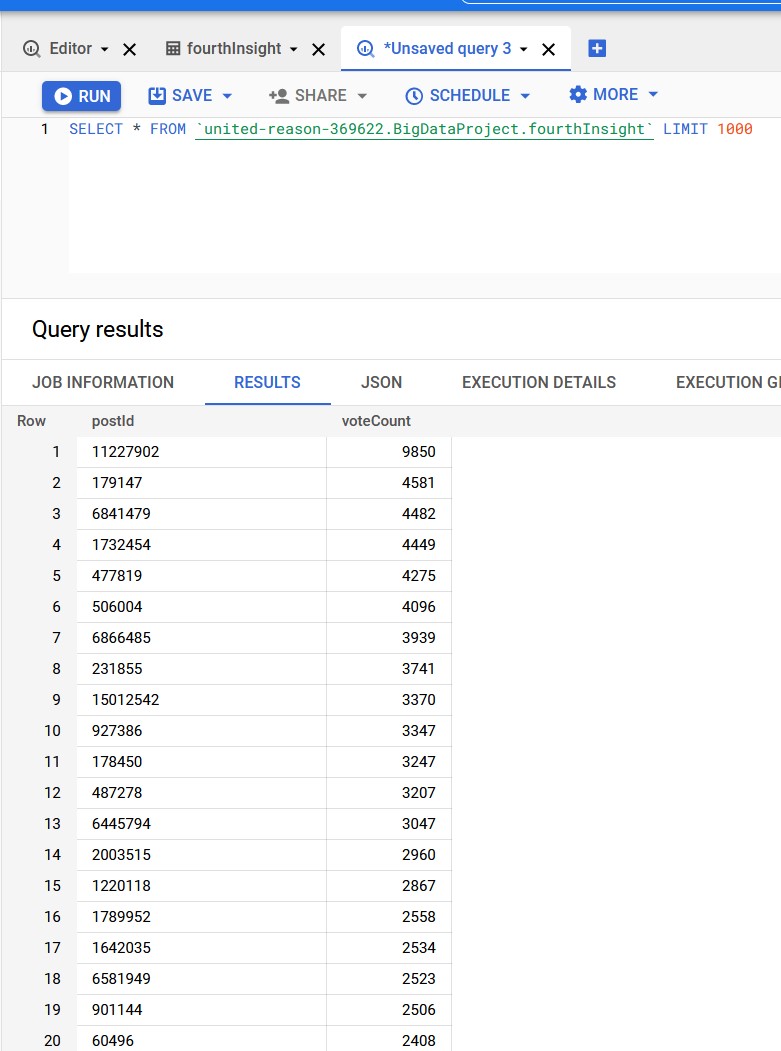 Editor fourthInsight *Unsaved query 3
RUN SAVE SHARE SCHEDULE MORE
1 SELECT * FROM `united-reason-369622.BigDataProject.fourthInsight` LIMIT 1000
Query results
JOB INFORMATION RESULTS JSON EXECUTION DETAILS EXECUTION G
Row postId voteCount
1 11227902 9850
2 179147 4581
3 6841479 4482
4 1732454 4449
5 477819 4275
6 506004 4096
7 6866485 3939
8 231855 3741
9 15012542 3370
10 927386 3347
11 178450 3247
12 487278 3207
13 6445794 3047
14 2003515 2960
15 1220118 2867
16 1789952 2558
17 1642035 2534
18 6581949 2523
19 901144 2506
20 60496 2408